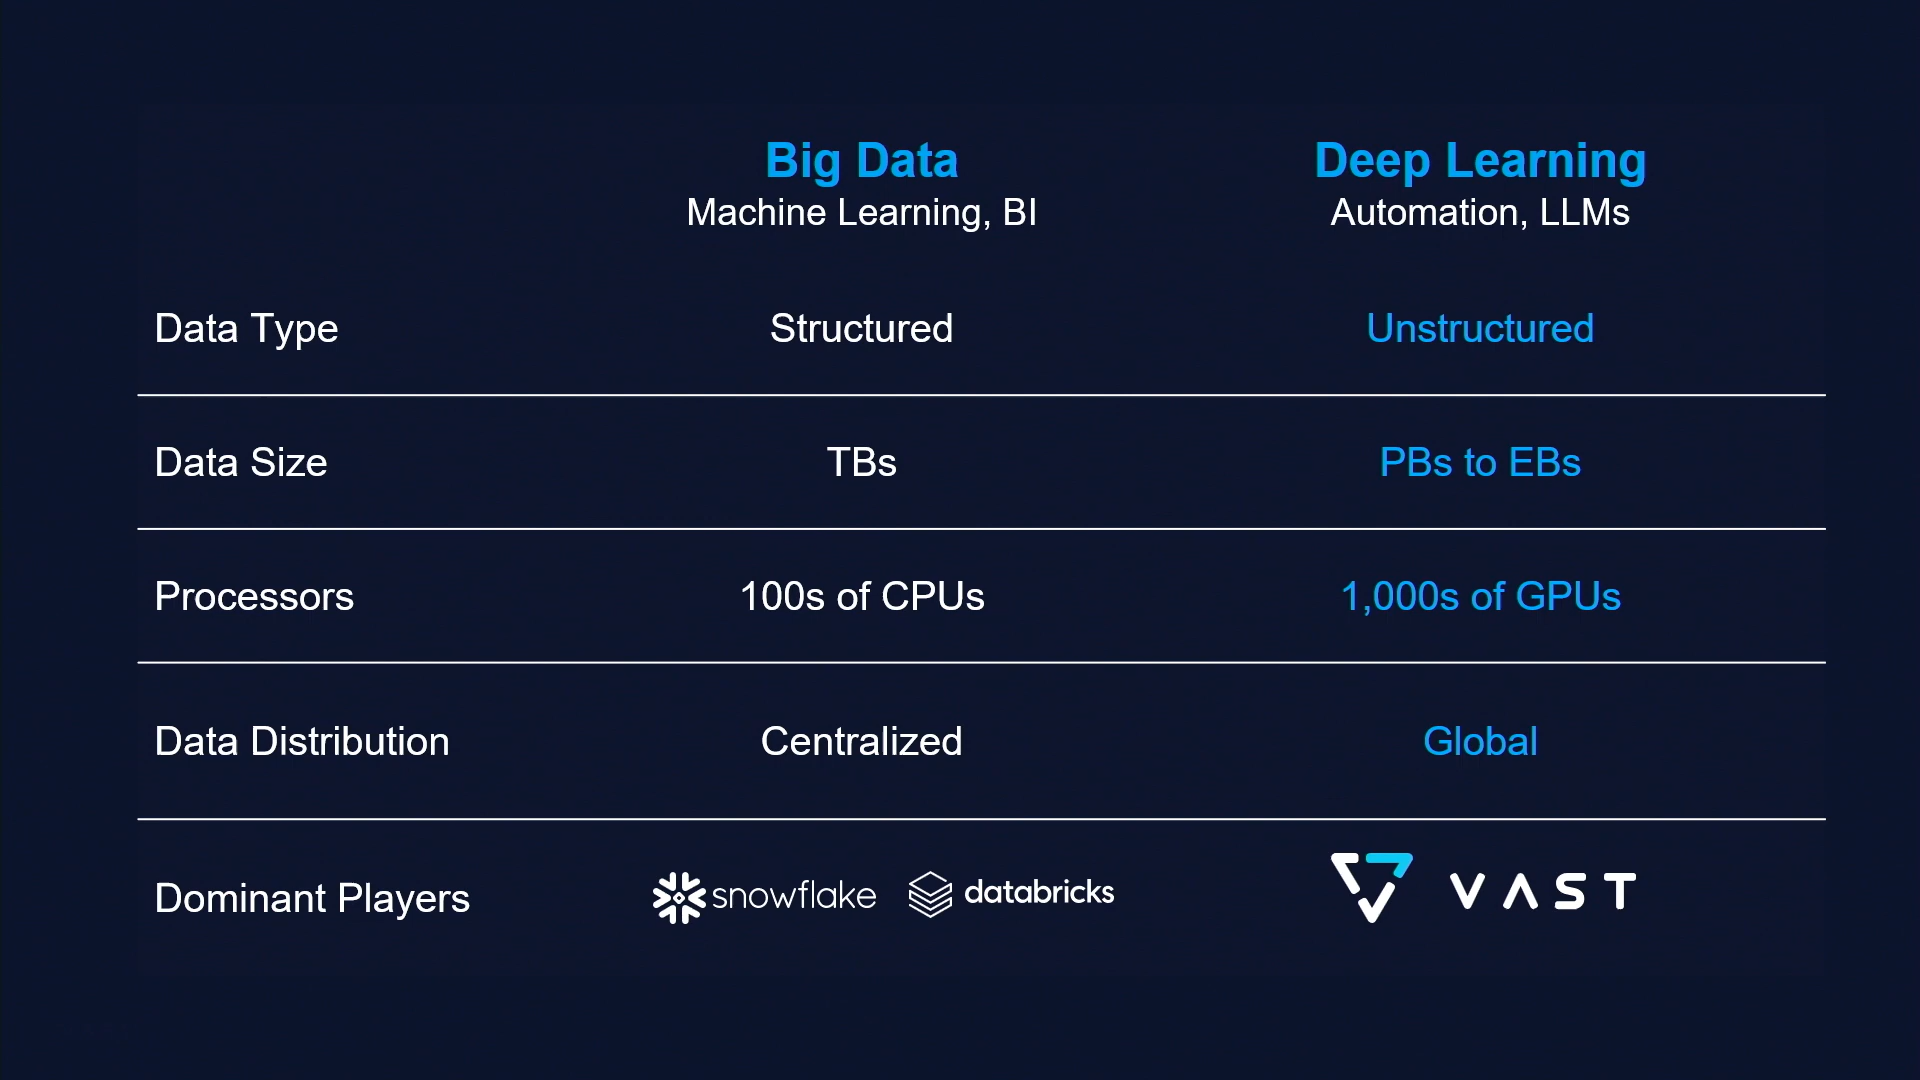 Big Data
Machine Learning, BI
Deep Learning
Automation, LLMs
Data Type
Structured
Unstructured
Data Size
TBs
PBs to EBs
Processors
100s of CPUs
1,000s of GPUs
Data Distribution
Centralized
Global
Dominant Players
snowflake
databricks
VAST